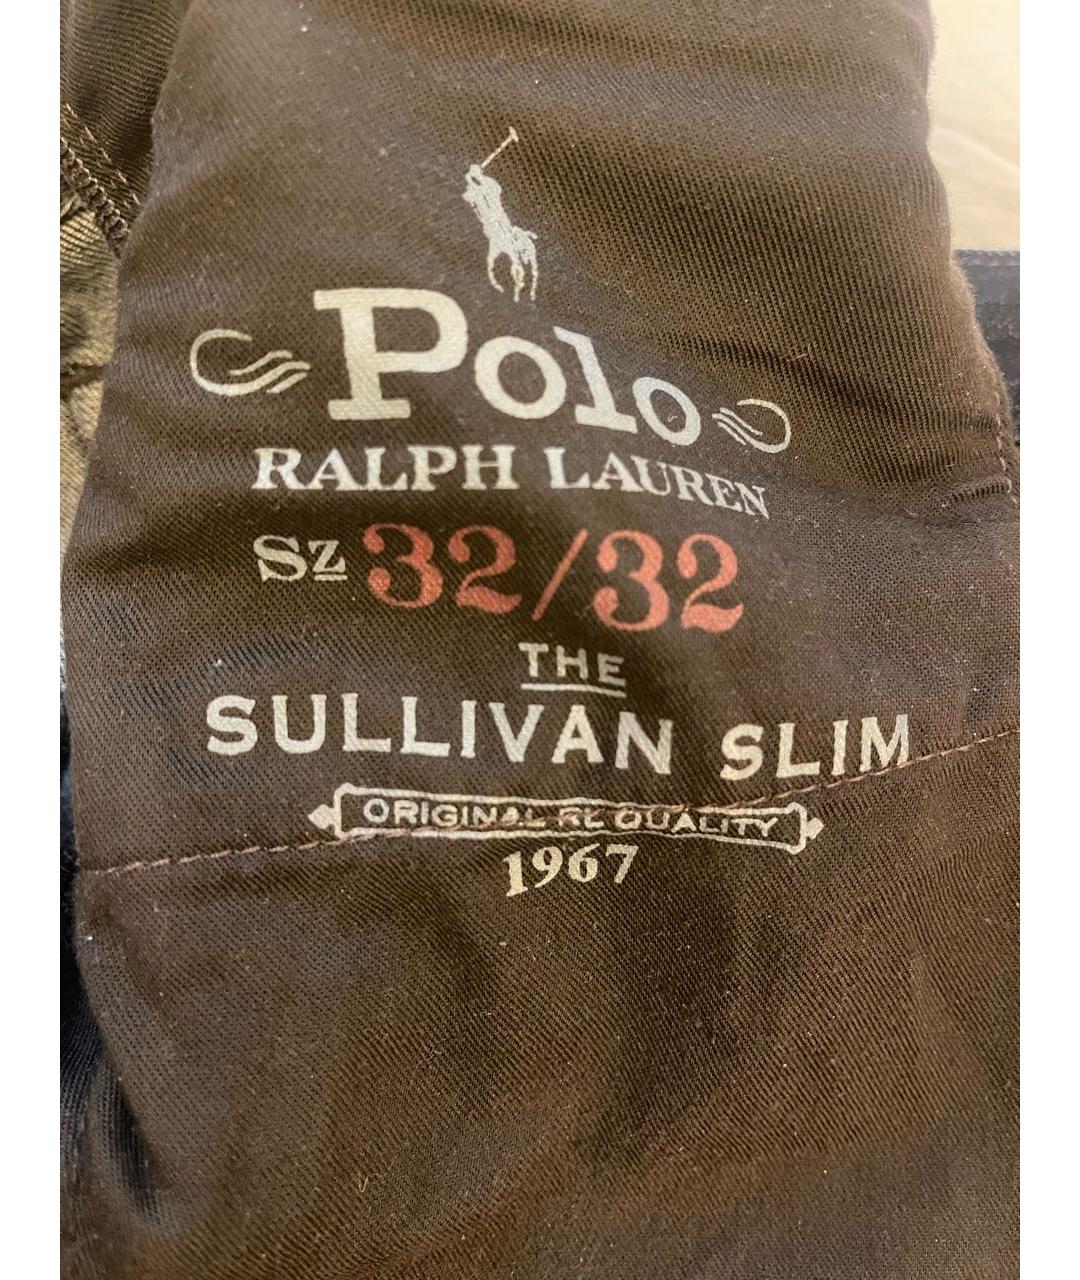 Polo
RALPH LAUREN
Sz 32/32
THE
SULLIVAN SLIM
ORIGINAL RL QUALITY
1967